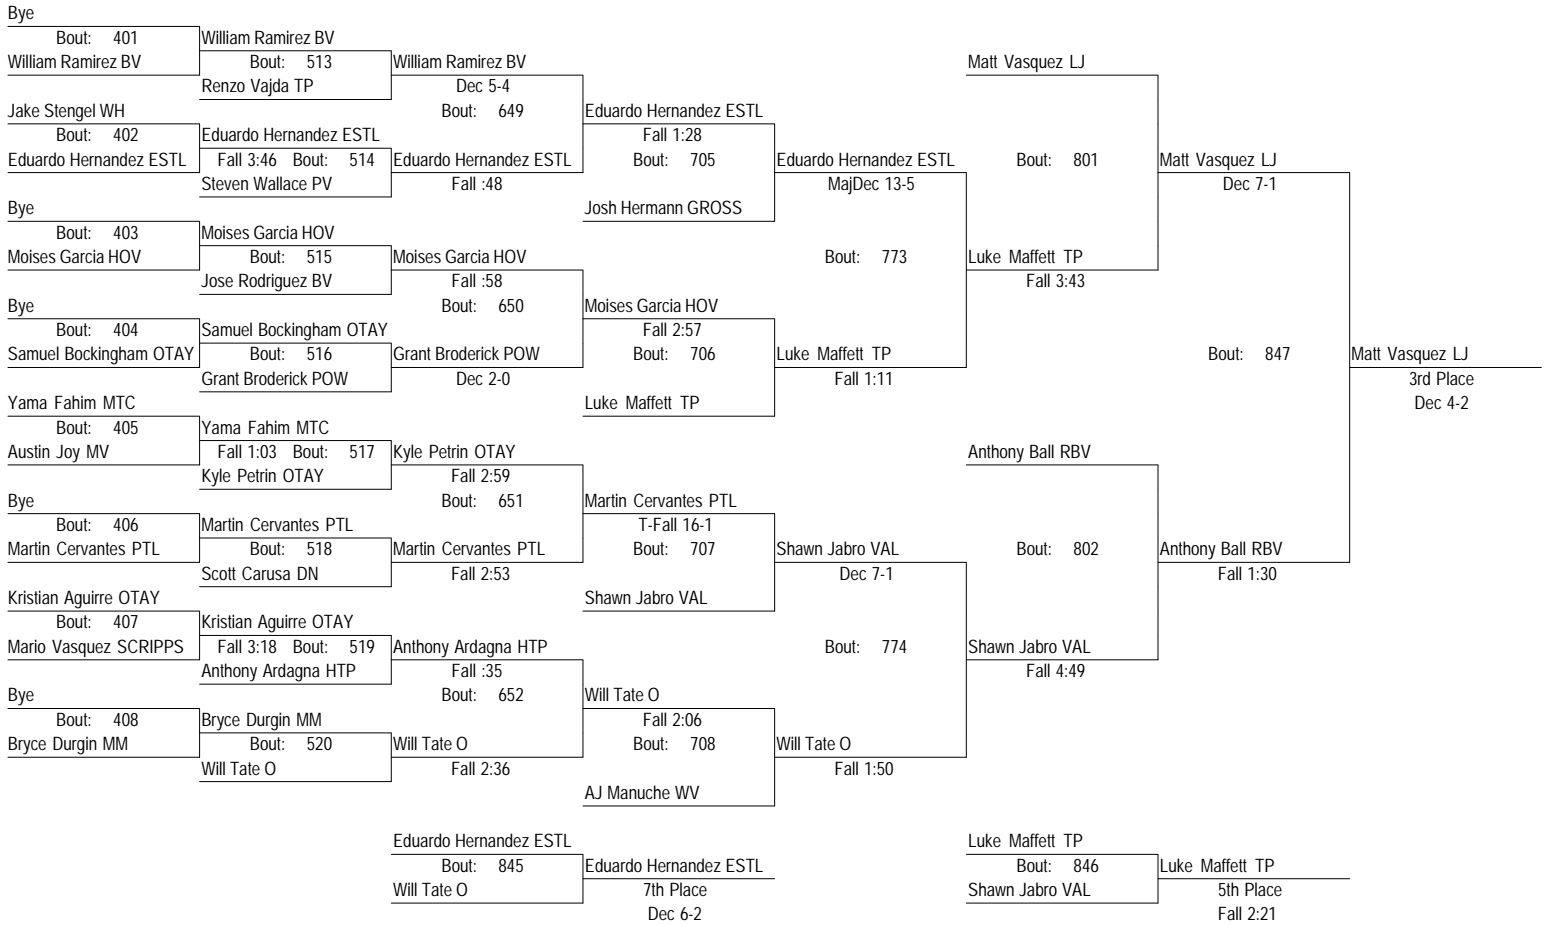 Bye
Bout: 401
William Ramirez BV
William Ramirez BV
Bout: 513
Renzo Vajda TP
William Ramirez BV
Dec 5-4
Bout: 649
Jake Stengel WH
Bout: 402
Eduardo Hernandez ESTL
Eduardo Hernandez ESTL
Fall 3:46 Bout: 514
Steven Wallace PV
Eduardo Hernandez ESTL
Fall :48
Eduardo Hernandez ESTL
Fall 1:28
Bout: 705
Josh Hermann GROSS
Eduardo Hernandez ESTL
MajDec 13-5
Bye
Bout: 403
Moises Garcia HOV
Moises Garcia HOV
Bout: 515
Jose Rodriguez BV
Moises Garcia HOV
Fall :58
Bout: 650
Bye
Bout: 404
Samuel Bockingham OTAY
Samuel Bockingham OTAY
Bout: 516
Grant Broderick POW
Grant Broderick POW
Dec 2-0
Moises Garcia HOV
Fall 2:57
Bout: 706
Luke Maffett TP
Luke Maffett TP
Fall 1:11
Bout: 773
Matt Vasquez LJ
Bout: 801
Luke Maffett TP
Fall 3:43
Matt Vasquez LJ
Dec 7-1
Yama Fahim MTC
Bout: 405
Austin Joy MV
Yama Fahim MTC
Fall 1:03 Bout: 517
Kyle Petrin OTAY
Kyle Petrin OTAY
Fall 2:59
Bout: 651
Bye
Bout: 406
Martin Cervantes PTL
Martin Cervantes PTL
Bout: 518
Scott Carusa DN
Martin Cervantes PTL
Fall 2:53
Martin Cervantes PTL
T-Fall 16-1
Bout: 707
Shawn Jabro VAL
Shawn Jabro VAL
Dec 7-1
Kristian Aguirre OTAY
Bout: 407
Mario Vasquez SCRIPPS
Kristian Aguirre OTAY
Fall 3:18 Bout: 519
Anthony Ardagna HTP
Anthony Ardagna HTP
Fall :35
Bout: 652
Bye
Bout: 408
Bryce Durgin MM
Bryce Durgin MM
Bout: 520
Will Tate O
Will Tate O
Fall 2:36
Will Tate O
Fall 2:06
Bout: 708
AJ Manuche WV
Will Tate O
Fall 1:50
Bout: 774
Anthony Ball RBV
Bout: 802
Shawn Jabro VAL
Fall 4:49
Anthony Ball RBV
Fall 1:30
Bout: 847
Matt Vasquez LJ
3rd Place
Dec 4-2
Eduardo Hernandez ESTL
Bout: 845
Will Tate O
Eduardo Hernandez ESTL
7th Place
Dec 6-2
Luke Maffett TP
Bout: 846
Shawn Jabro VAL
Luke Maffett TP
5th Place
Fall 2:21